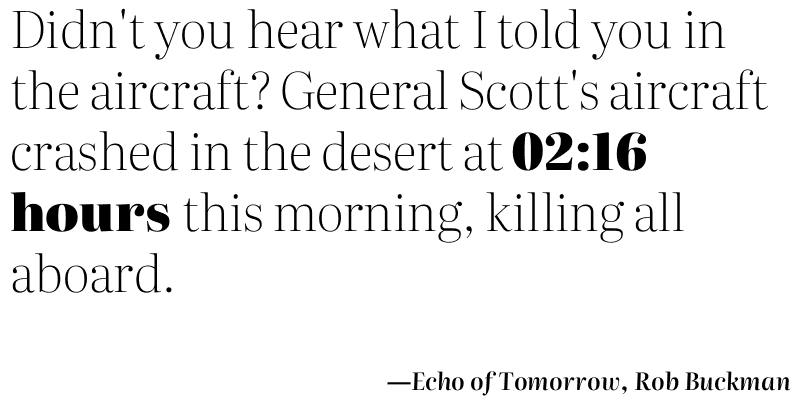 Didn't you hear what I told you in
the aircraft? General Scott's aircraft
crashed in the desert at 02:16
hours this morning, killing all
aboard.
—Echo of Tomorrow, Rob Buckman